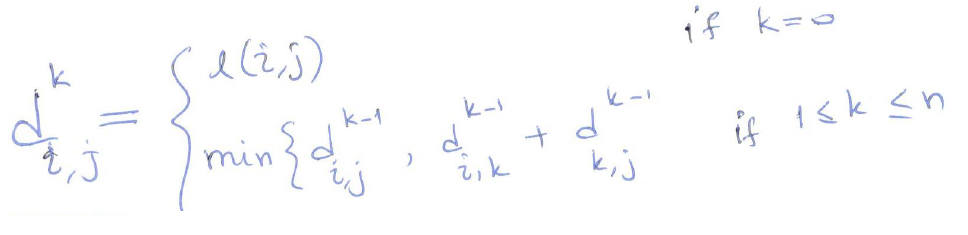 d^k_{i,j} = { l(i,j) if k=0
min{ d^{k-1}_{i,j} , d^{k-1}_{i,k} + d^{k-1}_{k,j} if 1≤k≤n